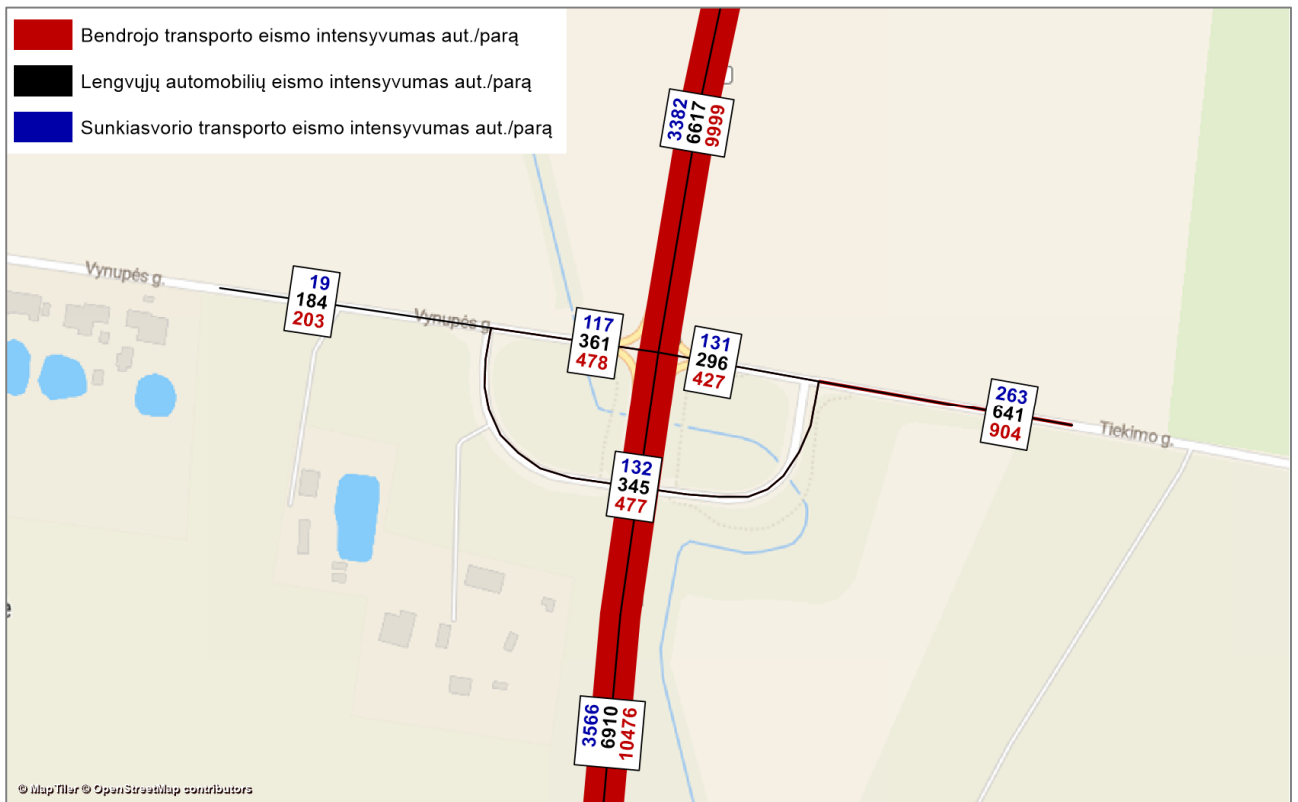 Bendrojo transporto eismo intensyvumas aut./parą
Lengvųjų automobilių eismo intensyvumas aut./parą
Sunkiasvorio transporto eismo intensyvumas aut./parą
3382
6617
9999
Vynupės g.
19
184
203
Vynupės g.
117
361
478
131
296
427
263
641
904
Tiekimo g.
132
345
477
e
3566
6910
10476
© MapTiler © OpenStreetMap contributors